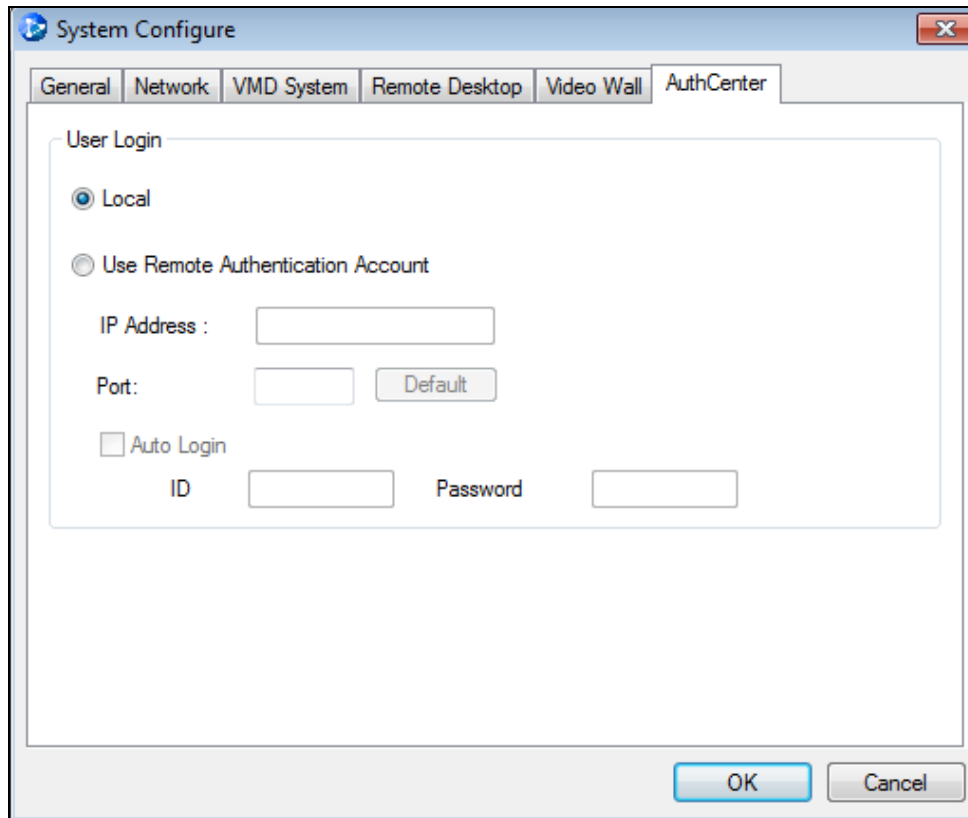 System Configure
General Network VMD System Remote Desktop Video Wall AuthCenter
User Login
Local
Use Remote Authentication Account
IP Address :
Port: Default
Auto Login
ID Password
OK Cancel